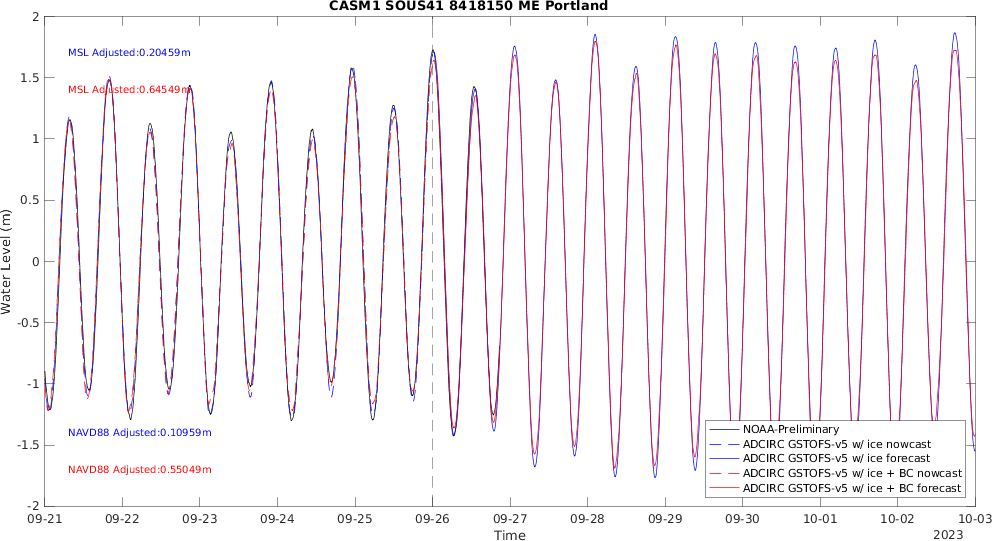 CASM1 SOUS41 8418150 ME Portland
2
1.5
1
0.5
0
-0.5
-1
-1.5
-2
Water Level (m)
MSL Adjusted:0.20459m
MSL Adjusted:0.64549m
NAVD88 Adjusted:0.10959m
NAVD88 Adjusted:0.55049m
NOAA-Preliminary
ADCIRC GSTOFS-v5 w/ ice nowcast
ADCIRC GSTOFS-v5 w/ ice forecast
ADCIRC GSTOFS-v5 w/ ice + BC nowcast
ADCIRC GSTOFS-v5 w/ ice + BC forecast
09-21 09-22 09-23 09-24 09-25 09-26 09-27 09-28 09-29 09-30 10-01 10-02 10-03
Time
2023